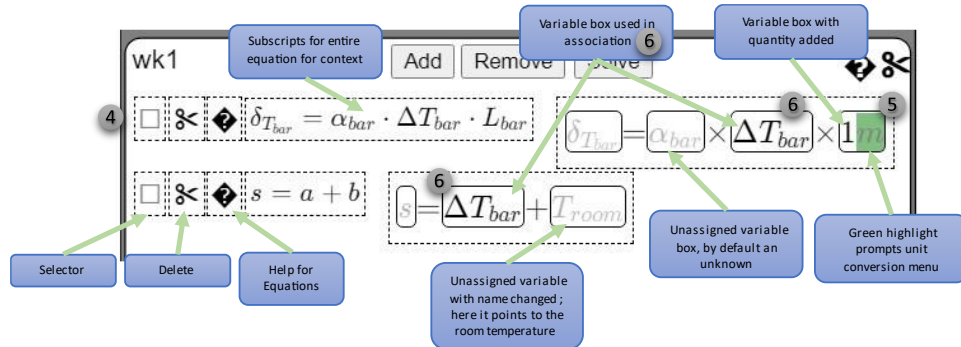 Variable box used in
association 6
Variable box with
quantity added
Subscripts for entire
equation for context
wk1
Add Remove Solve
� ✂
4
□ ✂ � δ_{T_{bar}} = α_{bar} · ΔT_{bar} · L_{bar}
6 5
δ_{T_{bar}} = α_{bar} × ΔT_{bar} × 1 m
□ ✂ � s = a + b
6
s = ΔT_{bar} + T_{room}
Selector
Delete
Help for
Equations
Unassigned variable
with name changed ;
here it points to the
room temperature
Unassigned variable
box, by default an
unknown
Green highlight
prompts unit
conversion menu